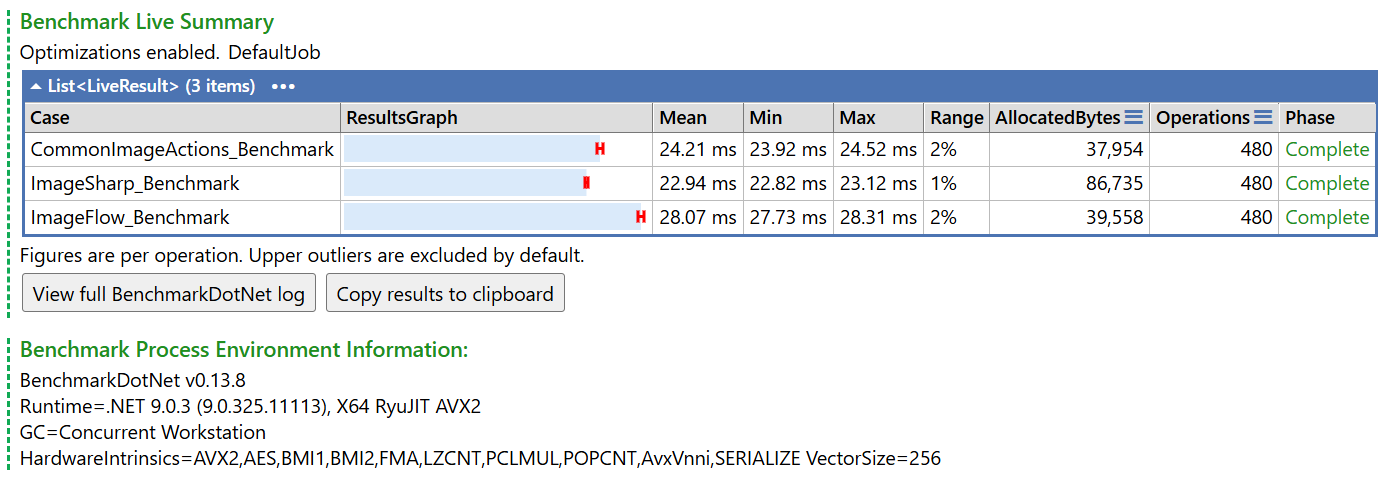 Benchmark Live Summary
Optimizations enabled. DefaultJob
List<LiveResult> (3 items) •••
Case ResultsGraph Mean Min Max Range AllocatedBytes Operations Phase
CommonImageActions_Benchmark 24.21 ms 23.92 ms 24.52 ms 2% 37,954 480 Complete
ImageSharp_Benchmark 22.94 ms 22.82 ms 23.12 ms 1% 86,735 480 Complete
ImageFlow_Benchmark 28.07 ms 27.73 ms 28.31 ms 2% 39,558 480 Complete
Figures are per operation. Upper outliers are excluded by default.
View full BenchmarkDotNet log Copy results to clipboard
Benchmark Process Environment Information:
BenchmarkDotNet v0.13.8
Runtime=.NET 9.0.3 (9.0.325.11113), X64 RyuJIT AVX2
GC=Concurrent Workstation
HardwareIntrinsics=AVX2,AES,BMI1,BMI2,FMA,LZCNT,PCLMUL,POPCNT,AvxVnni,SERIALIZE VectorSize=256